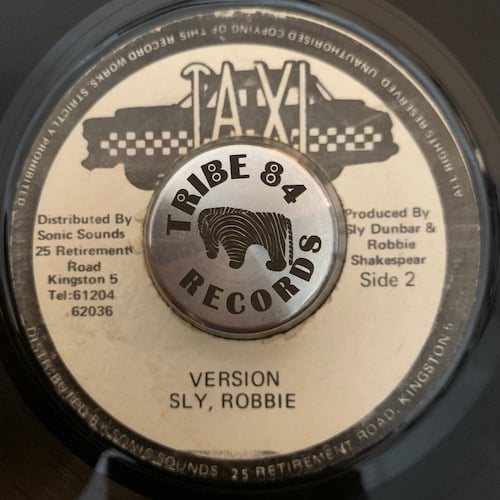 ALL RIGHTS RESERVED UNAUTHORISED COPYING OF THIS RECORD WORKS STRICTLY PROHIBITED
TAXI
TRIBE 84
RECORDS
Distributed By
Sonic Sounds
25 Retirement
Road
Kingston 5
Tel:61204
62036
Produced By
Sly Dunbar &
Robbie
Shakespear
Side 2
VERSION
SLY, ROBBIE
DISTRIBUTED BY SONIC SOUNDS 25 RETIREMENT ROAD, KINGSTON 5